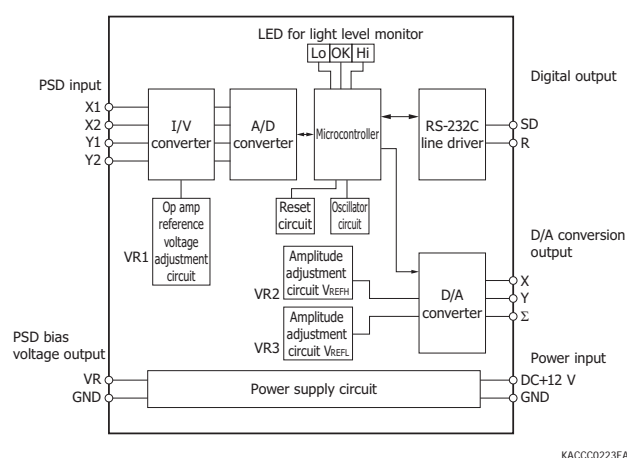 LED for light level monitor
Lo OK Hi
PSD input
Digital output
X1
X2
Y1
Y2
I/V
converter
A/D
converter
Microcontroller
RS-232C
line driver
SD
R
Op amp
reference
voltage
adjustment
circuit
VR1
Reset
circuit
Oscillator
circuit
D/A conversion
output
Amplitude
adjustment
circuit VREFH
VR2
Amplitude
adjustment
circuit VREFL
VR3
D/A
converter
X
Y
Σ
PSD bias
voltage output
Power input
VR
GND
Power supply circuit
DC+12 V
GND
KACCC0223EA